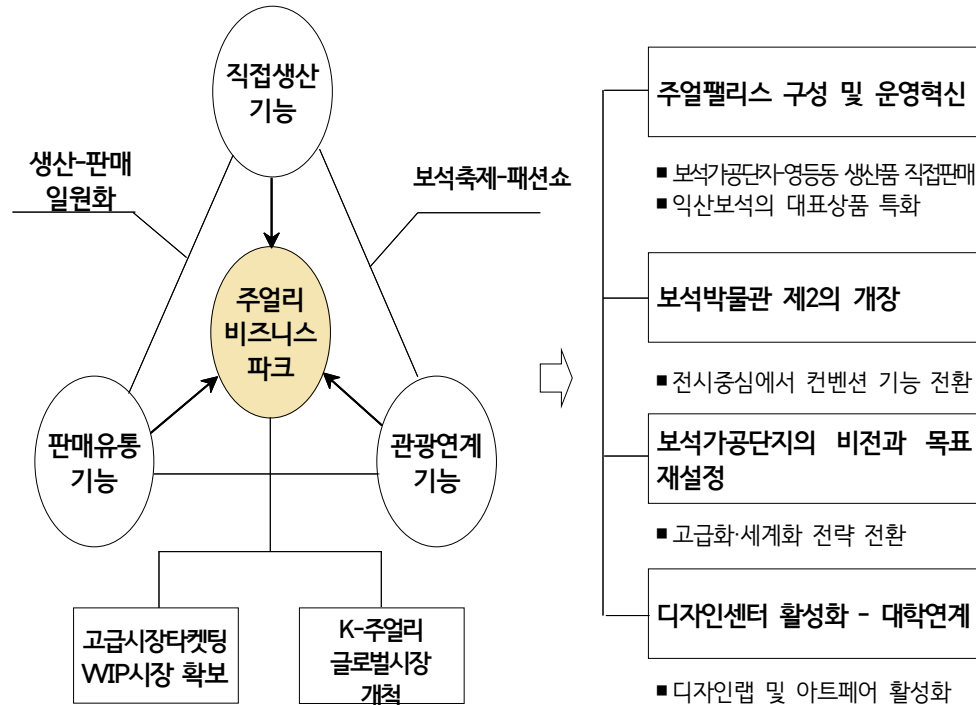 직접생산
기능
생산-판매
일원화
보석축제-패션쇼
주얼리
비즈니스
파크
판매유통
기능
관광연계
기능
고급시장타켓팅
WIP시장 확보
K-주얼리
글로벌시장
개척
주얼팰리스 구성 및 운영혁신
■ 보석가공단자-영등동 생산품 직접판매
■ 익산보석의 대표상품 특화
보석박물관 제2의 개장
■ 전시중심에서 컨벤션 기능 전환
보석가공단지의 비전과 목표
재설정
■ 고급화·세계화 전략 전환
디자인센터 활성화 - 대학연계
■ 디자인랩 및 아트페어 활성화